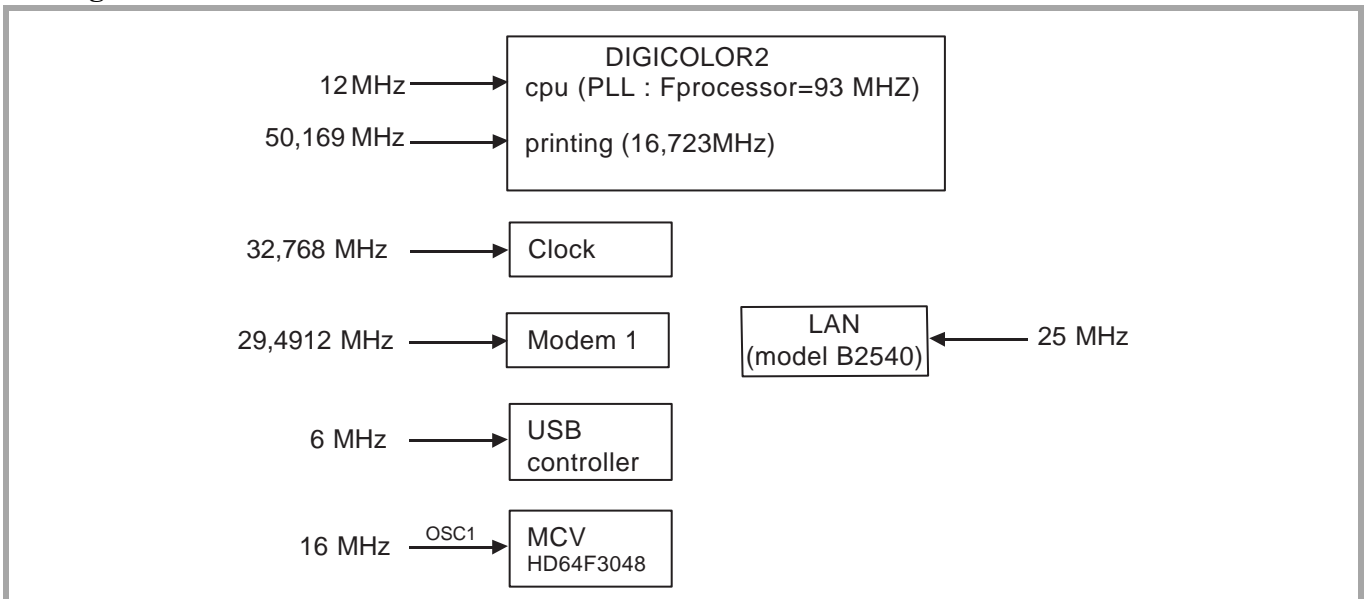 DIGICOLOR2
12 MHz
cpu (PLL : Fprocessor=93 MHZ)
50,169 MHz
printing (16,723MHz)
32,768 MHz
Clock
29,4912 MHz
Modem 1
LAN
(model B2540)
25 MHz
6 MHz
USB
controller
16 MHz
OSC1
MCV
HD64F3048